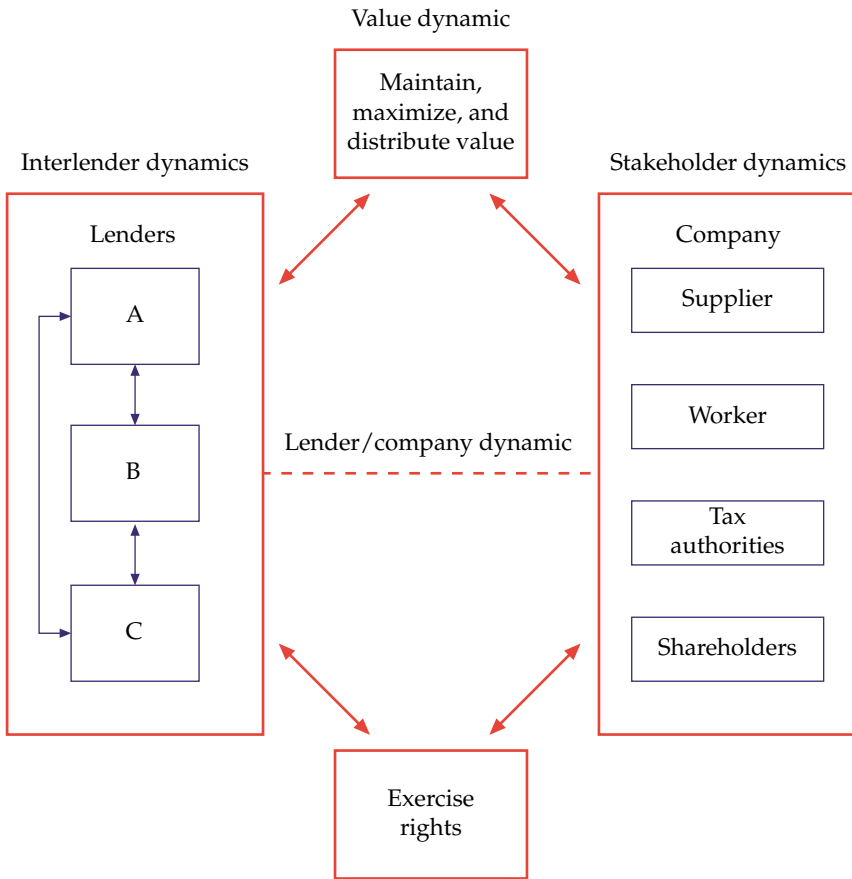 Value dynamic
Maintain,
maximize, and
distribute value
Interlender dynamics
Stakeholder dynamics
Lenders
A
B
C
Lender/company dynamic
Company
Supplier
Worker
Tax
authorities
Shareholders
Exercise
rights